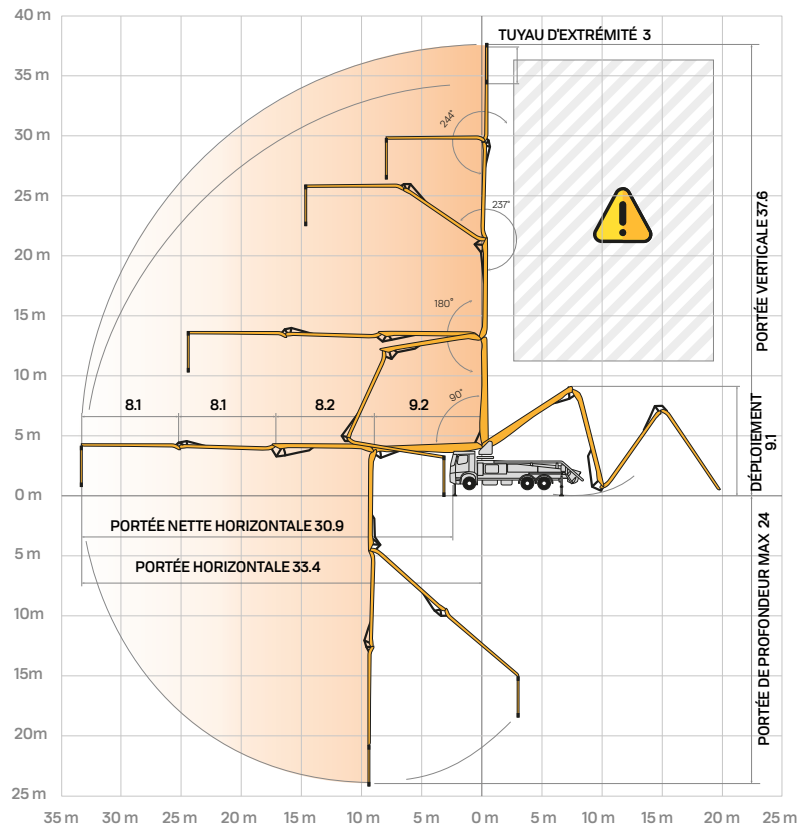 40 m
TUYAU D'EXTRÉMITÉ 3
35 m
244°
30 m
25 m
237°
20 m
PORTÉE VERTICALE 37.6
15 m
180°
10 m
8.1 8.1 8.2 9.2
90°
DÉPLOIEMENT
9.1
5 m
0 m
PORTÉE NETTE HORIZONTALE 30.9
5 m
PORTÉE HORIZONTALE 33.4
10 m
PORTÉE DE PROFONDEUR MAX 24
15 m
20 m
25 m
35 m 30 m 25 m 20 m 15 m 10 m 5 m 0 m 5 m 10 m 15 m 20 m 25 m